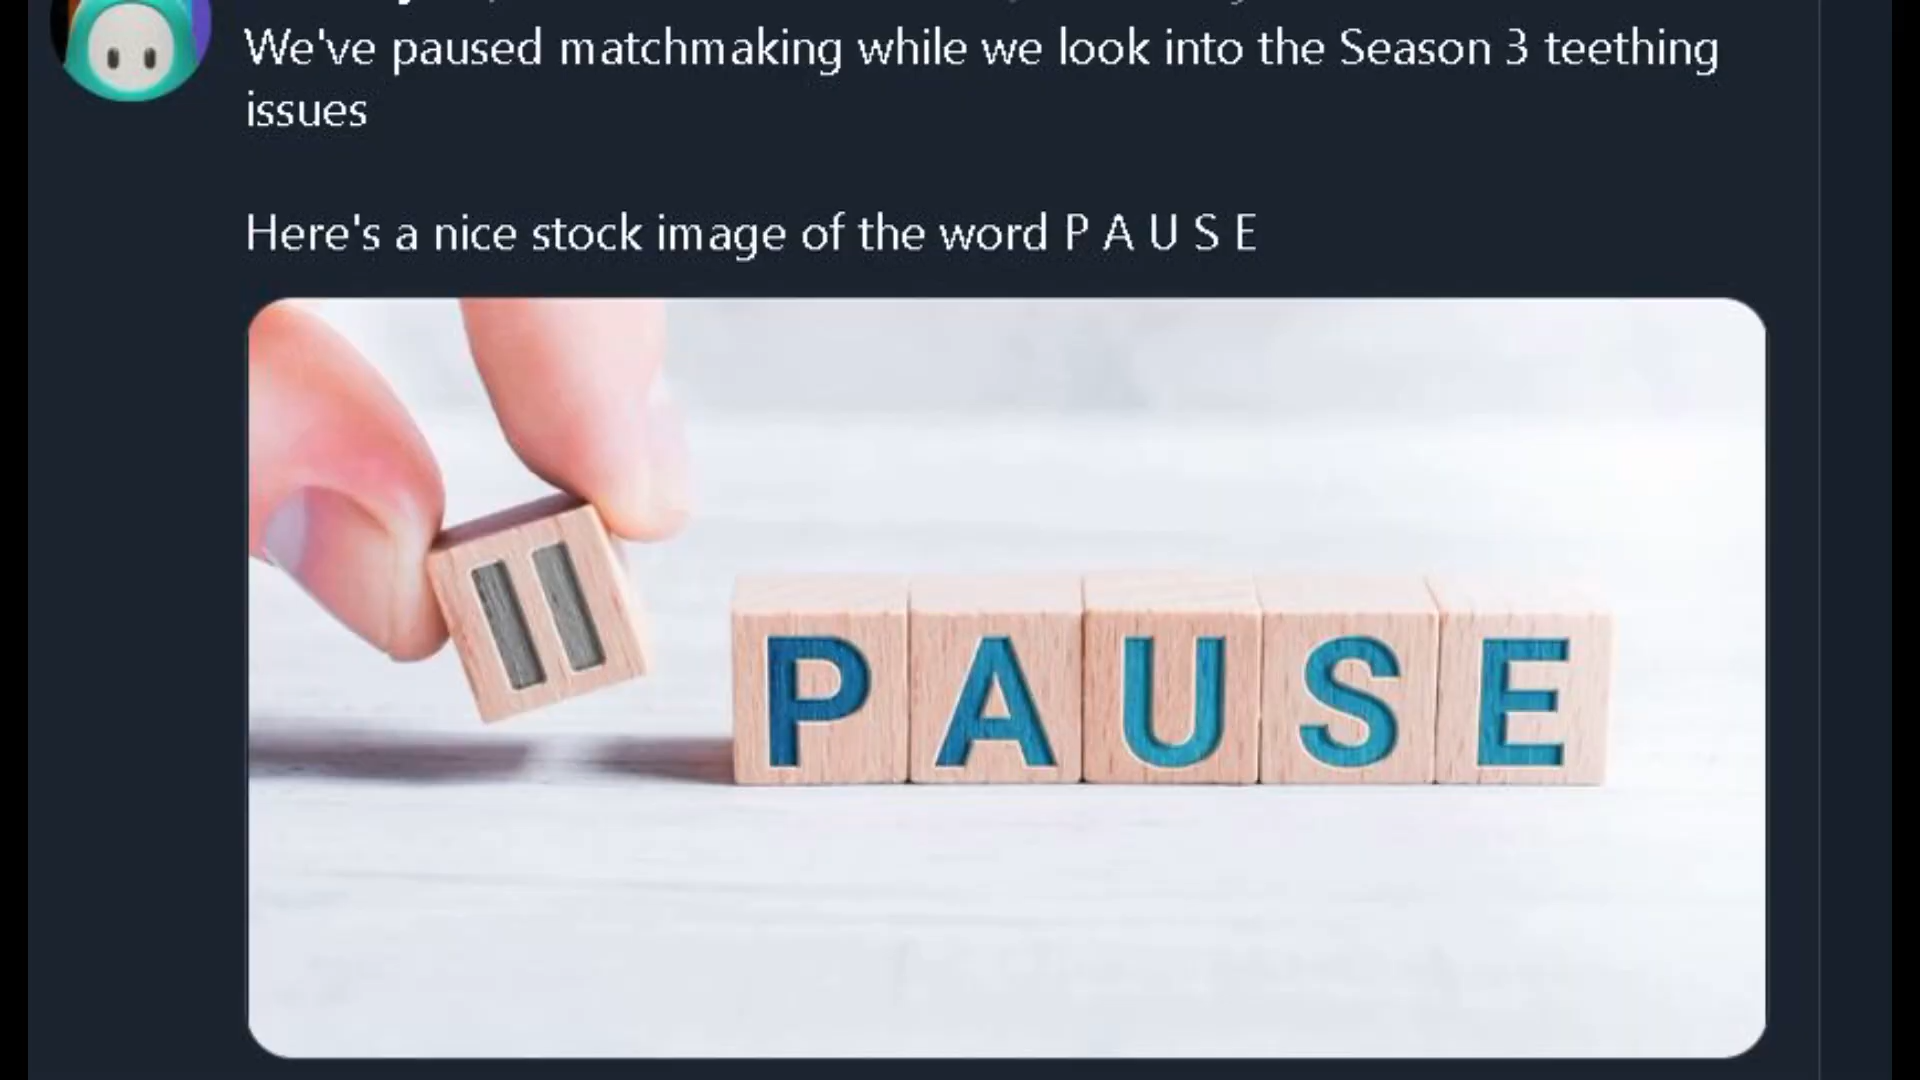 We've paused matchmaking while we look into the Season 3 teething
issues
Here's a nice stock image of the word P A U S E
PAUSE